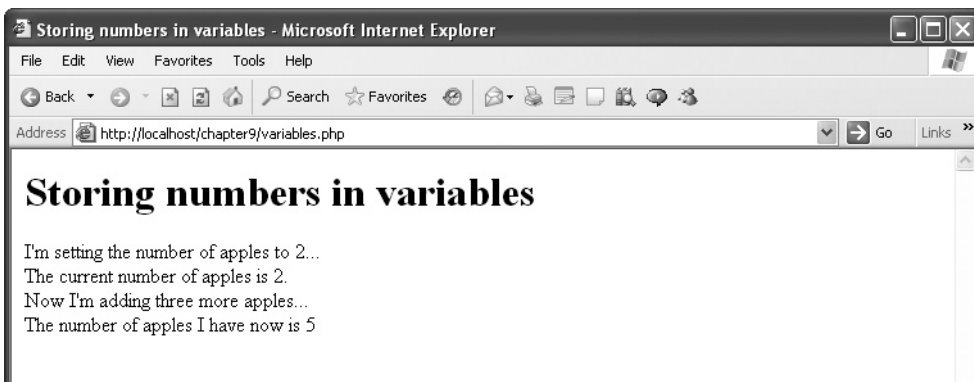 Storing numbers in variables - Microsoft Internet Explorer
File Edit View Favorites Tools Help
Back Search Favorites
Address http://localhost/chapter9/variables.php Go Links »
Storing numbers in variables
I'm setting the number of apples to 2...
The current number of apples is 2.
Now I'm adding three more apples...
The number of apples I have now is 5